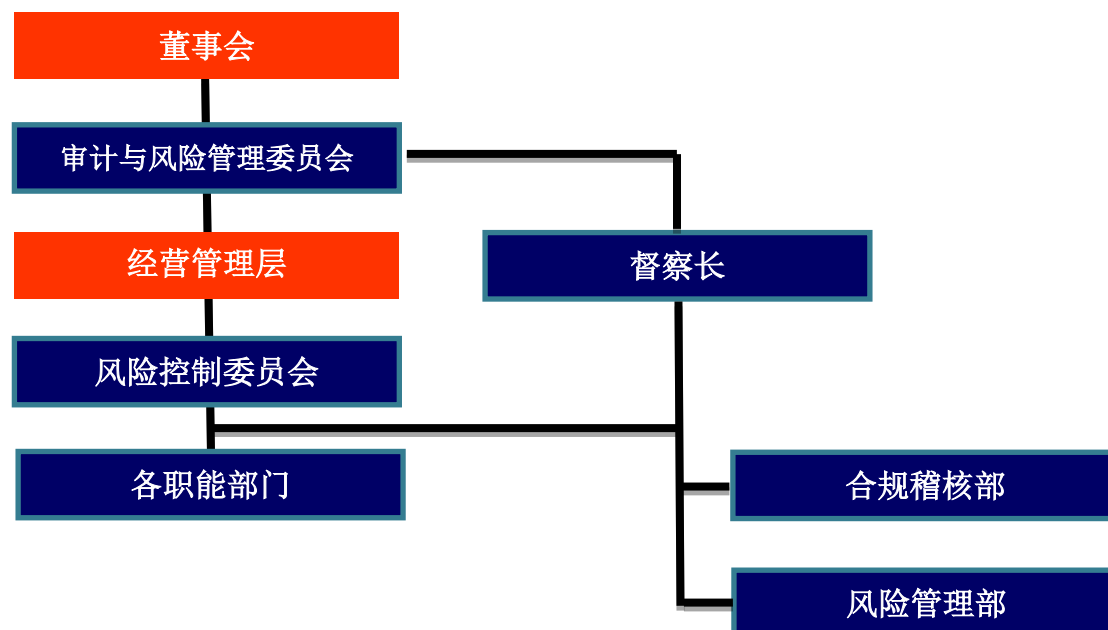 董事会
审计与风险管理委员会
经营管理层
督察长
风险控制委员会
各职能部门
合规稽核部
风险管理部